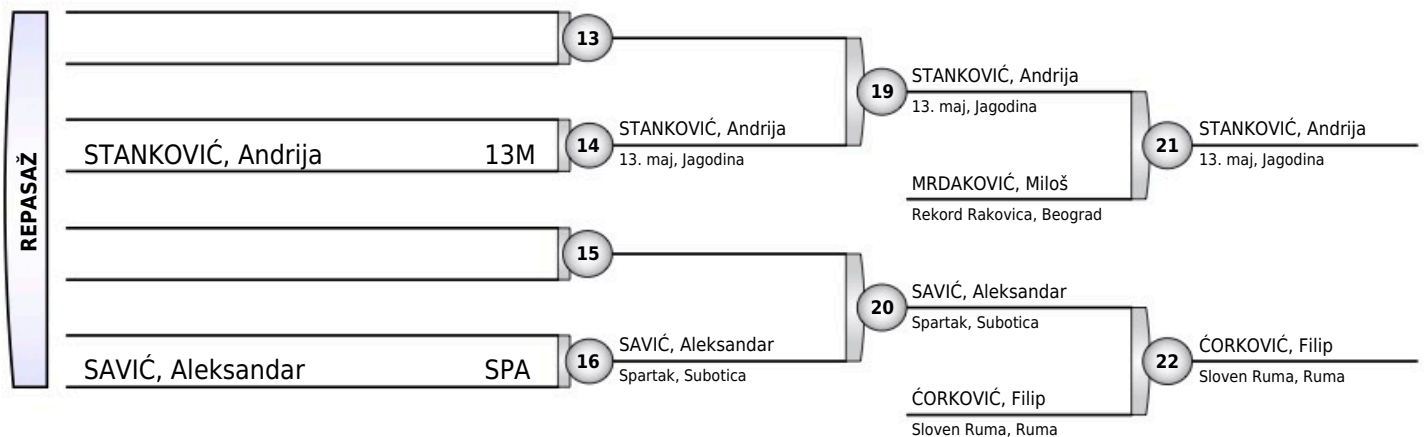 REPASAŽ
13
STANKOVIĆ, Andrija 13M
14
STANKOVIĆ, Andrija
13. maj, Jagodina
19
STANKOVIĆ, Andrija
13. maj, Jagodina
MRDAKOVIĆ, Miloš
Rekord Rakovica, Beograd
21
STANKOVIĆ, Andrija
13. maj, Jagodina
15
SAVIĆ, Aleksandar SPA
16
SAVIĆ, Aleksandar
Spartak, Subotica
20
SAVIĆ, Aleksandar
Spartak, Subotica
ĆORKOVIĆ, Filip
Sloven Ruma, Ruma
22
ĆORKOVIĆ, Filip
Sloven Ruma, Ruma